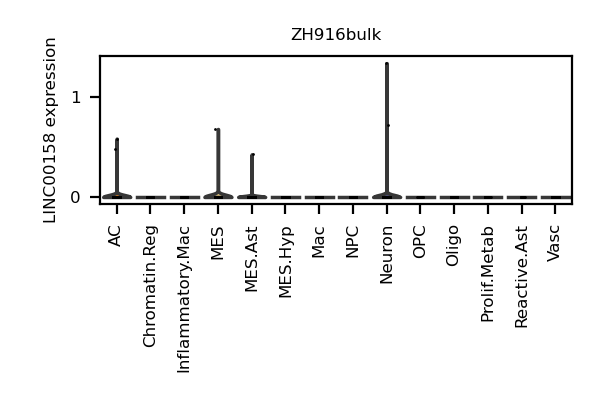 ZH916bulk
LINC00158 expression
1
0
AC
Chromatin.Reg
Inflammatory.Mac
MES
MES.Ast
MES.Hyp
Mac
NPC
Neuron
OPC
Oligo
Prolif.Metab
Reactive.Ast
Vasc